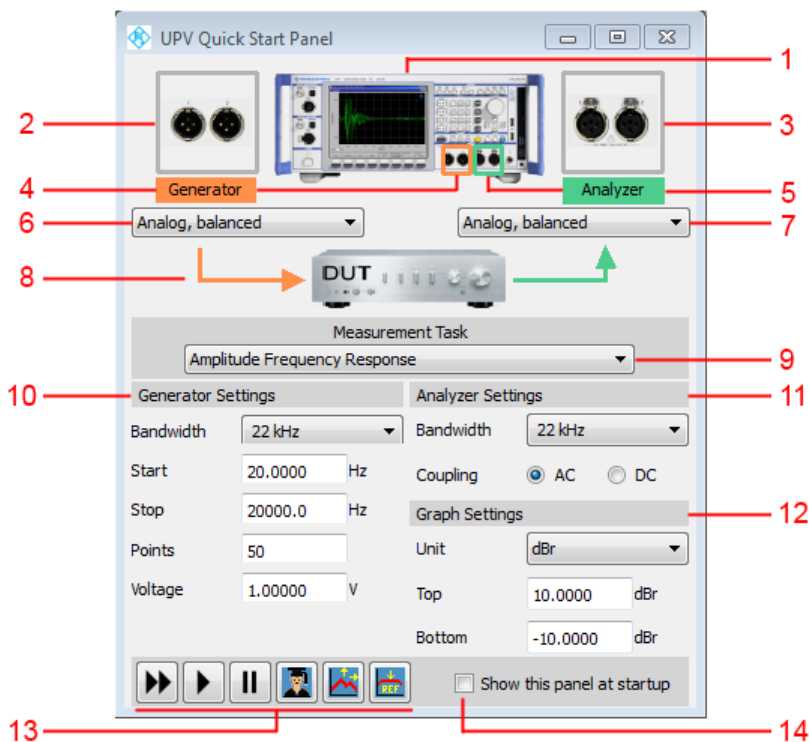 UPV Quick Start Panel
1
2
3
4
Generator
Analyzer
5
6
Analog, balanced
Analog, balanced
7
8
DUT
Measurement Task
Amplitude Frequency Response
9
10
Generator Settings
Analyzer Settings
11
Bandwidth
22 kHz
Bandwidth
22 kHz
Start
20.0000
Hz
Coupling
AC
DC
Stop
20000.0
Hz
Graph Settings
12
Points
50
Unit
dBr
Voltage
1.00000
V
Top
10.0000
dBr
Bottom
-10.0000
dBr
REF
Show this panel at startup
13
14